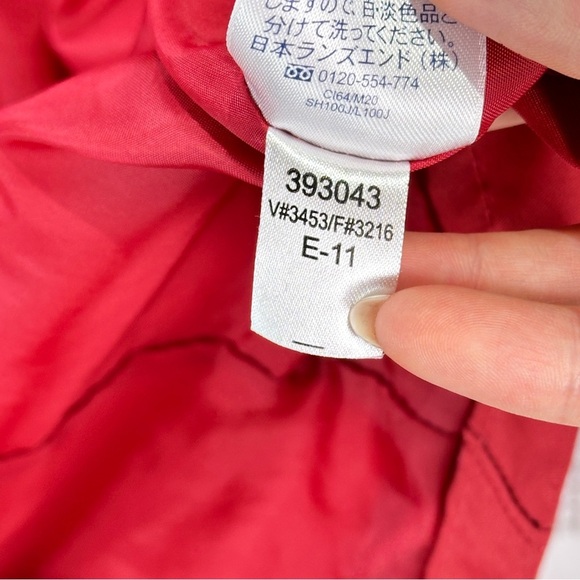 しますので、白・淡色品と
分けて洗ってください。
日本ランズエンド（株）
0120-554-774
CI64/M20
SH100J/L100J
393043
V#3453/F#3216
E-11